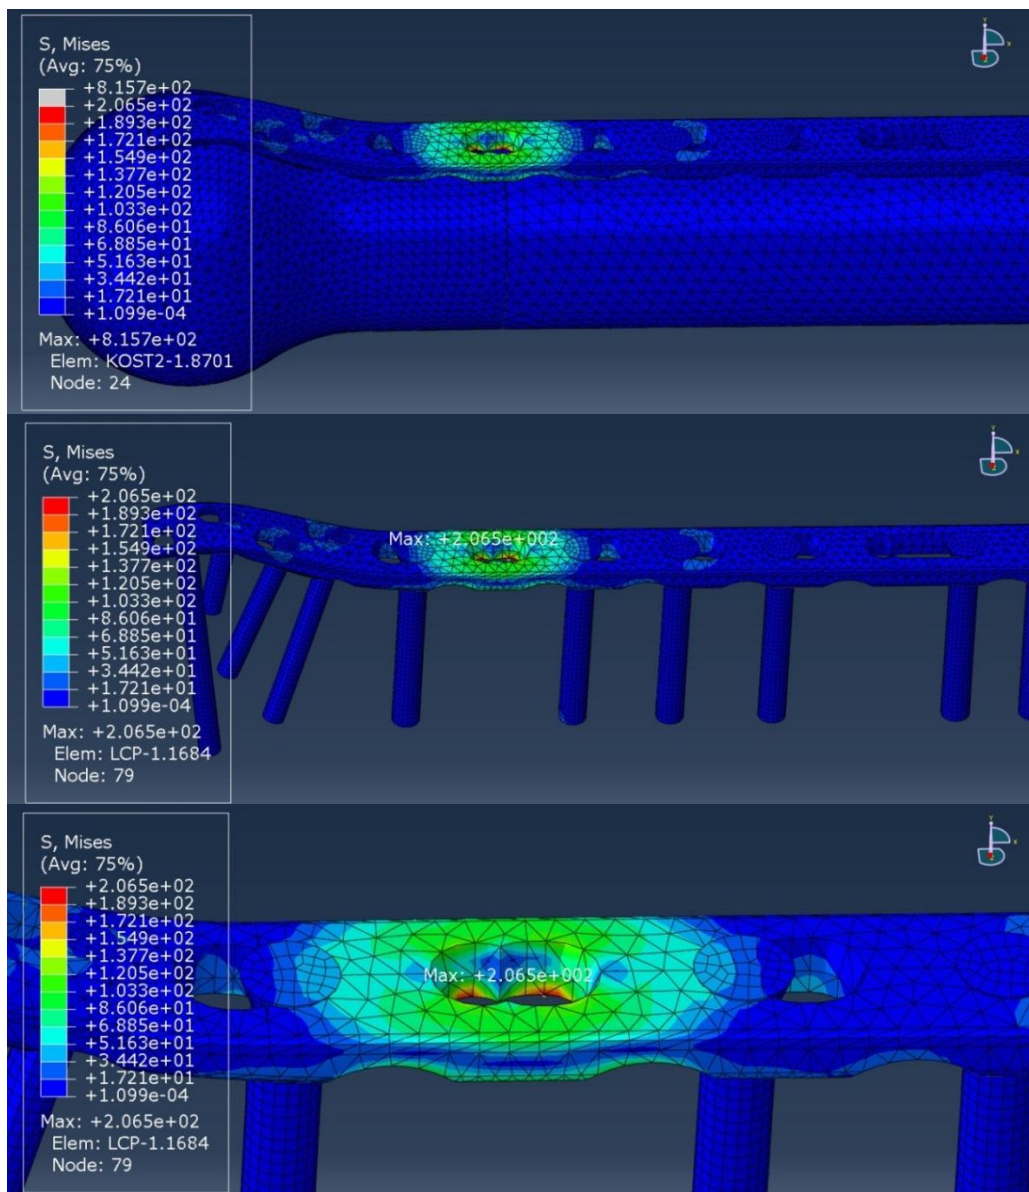 S, Mises
(Avg: 75%)
+8.157e+02
+2.065e+02
+1.893e+02
+1.721e+02
+1.549e+02
+1.377e+02
+1.205e+02
+1.033e+02
+8.606e+01
+6.885e+01
+5.163e+01
+3.442e+01
+1.721e+01
+1.099e-04
Max: +8.157e+02
Elem: KOST2-1.8701
Node: 24
Y
X
Z
S, Mises
(Avg: 75%)
+2.065e+02
+1.893e+02
+1.721e+02
+1.549e+02
+1.377e+02
+1.205e+02
+1.033e+02
+8.606e+01
+6.885e+01
+5.163e+01
+3.442e+01
+1.721e+01
+1.099e-04
Max: +2.065e+02
Elem: LCP-1.1684
Node: 79
Max: +2.065e+002
Y
X
Z
S, Mises
(Avg: 75%)
+2.065e+02
+1.893e+02
+1.721e+02
+1.549e+02
+1.377e+02
+1.205e+02
+1.033e+02
+8.606e+01
+6.885e+01
+5.163e+01
+3.442e+01
+1.721e+01
+1.099e-04
Max: +2.065e+02
Elem: LCP-1.1684
Node: 79
Max: +2.065e+002
Y
X
Z